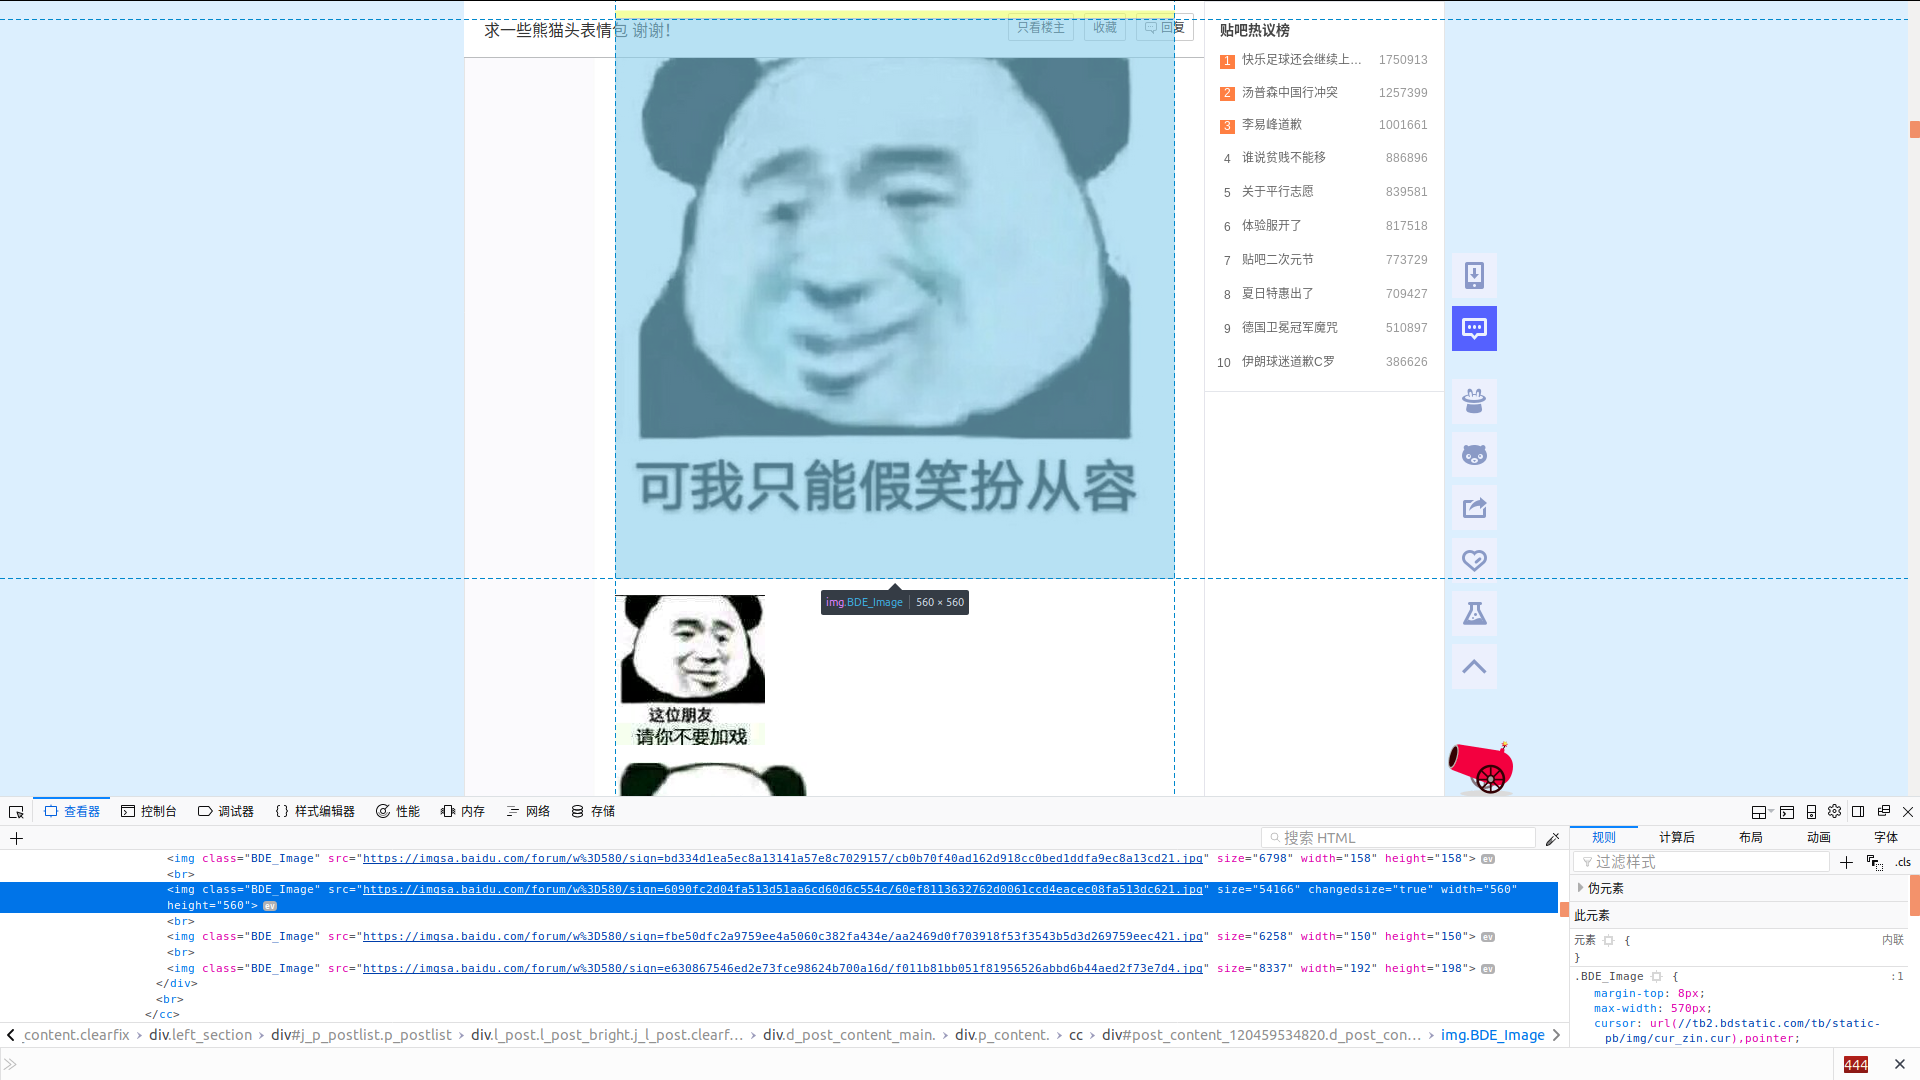 求一些熊猫头表情包 谢谢!
只看楼主
收藏
回复
可我只能假笑扮从容
img.BDE_Image 560 × 560
这位朋友
请你不要加戏
贴吧热议榜
1 快乐足球还会继续上... 1750913
2 汤普森中国行冲突 1257399
3 李易峰道歉 1001661
4 谁说贫贱不能移 886896
5 关于平行志愿 839581
6 体验服开了 817518
7 贴吧二次元节 773729
8 夏日特惠出了 709427
9 德国卫冕冠军魔咒 510897
10 伊朗球迷道歉C罗 386626
查看器 控制台 调试器 {} 样式编辑器 性能 内存 网络 存储
搜索 HTML
<img class="BDE_Image" src="https://imgsa.baidu.com/forum/w%3D580/sign=bd334d1ea5ec8a13141a57e8c7029157/cb0b70f40ad162d918cc0bed1ddfa9ec8a13cd21.jpg" size="6798" width="158" height="158"> ev
<br>
<img class="BDE_Image" src="https://imgsa.baidu.com/forum/w%3D580/sign=6090fc2d04fa513d51aa6cd60d6c554c/60ef8113632762d0061ccd4eacec08fa513dc621.jpg" size="54166" changedsize="true" width="560"
height="560"> ev
<br>
<img class="BDE_Image" src="https://imgsa.baidu.com/forum/w%3D580/sign=fbe50dfc2a9759ee4a5060c382fa434e/aa2469d0f703918f53f3543b5d3d269759eec421.jpg" size="6258" width="150" height="150"> ev
<br>
<img class="BDE_Image" src="https://imgsa.baidu.com/forum/w%3D580/sign=e630867546ed2e73fce98624b700a16d/f011b81bb051f81956526abbd6b44aed2f73e7d4.jpg" size="8337" width="192" height="198"> ev
</div>
<br>
</cc>
content.clearfix › div.left_section › div#j_p_postlist.p_postlist › div.l_post.l_post_bright.j_l_post.clearf… › div.d_post_content_main. › div.p_content. › cc › div#post_content_120459534820.d_post_con… › img.BDE_Image
规则 计算后 布局 动画 字体
过滤样式 .cls
伪元素
此元素
元素 { 内联
}
.BDE_Image { :1
margin-top: 8px;
max-width: 570px;
cursor: url(//tb2.bdstatic.com/tb/static-
pb/img/cur_zin.cur),pointer;
444